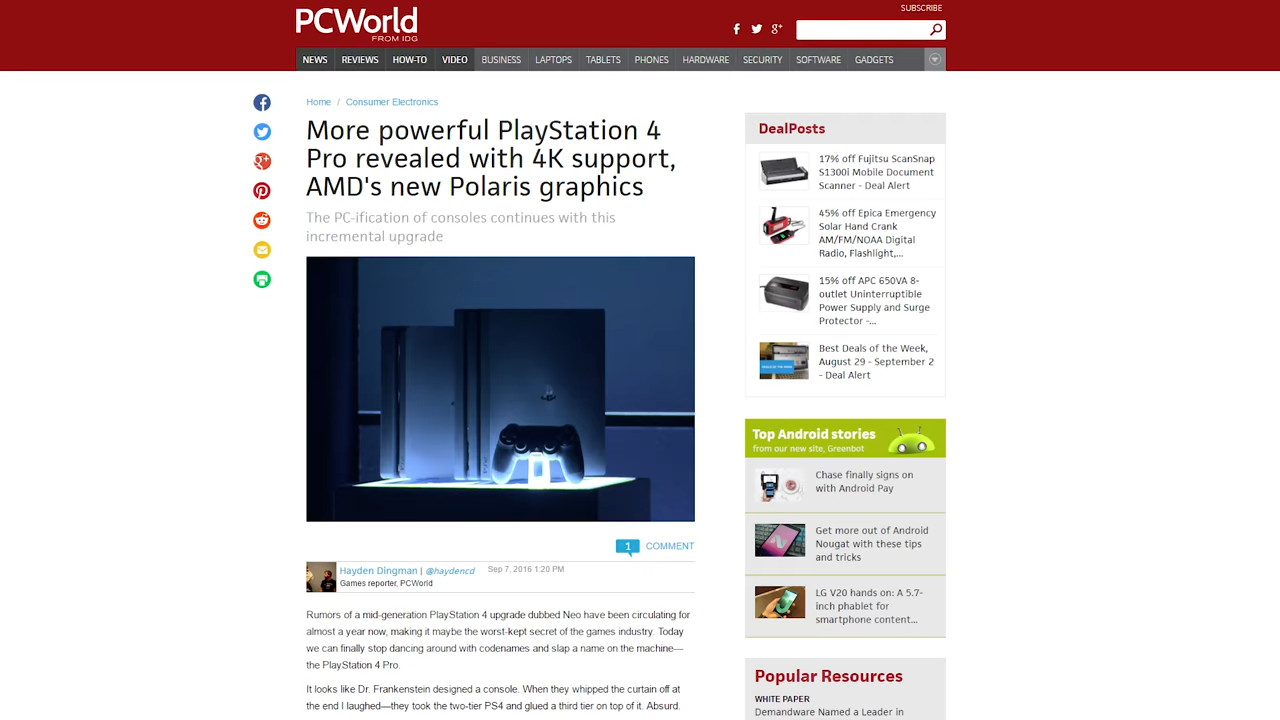 SUBSCRIBE
PCWorld
FROM IDG
NEWS REVIEWS HOW-TO VIDEO BUSINESS LAPTOPS TABLETS PHONES HARDWARE SECURITY SOFTWARE GADGETS
Home / Consumer Electronics
More powerful PlayStation 4
Pro revealed with 4K support,
AMD's new Polaris graphics
The PC-ification of consoles continues with this
incremental upgrade
1 COMMENT
Hayden Dingman | @haydencd Sep 7, 2016 1:20 PM
Games reporter, PCWorld
Rumors of a mid-generation PlayStation 4 upgrade dubbed Neo have been circulating for
almost a year now, making it maybe the worst-kept secret of the games industry. Today
we can finally stop dancing around with codenames and slap a name on the machine—
the PlayStation 4 Pro.
It looks like Dr. Frankenstein designed a console. When they whipped the curtain off at
the end I laughed—they took the two-tier PS4 and glued a third tier on top of it. Absurd.
DealPosts
17% off Fujitsu ScanSnap
S1300i Mobile Document
Scanner - Deal Alert
45% off Epica Emergency
Solar Hand Crank
AM/FM/NOAA Digital
Radio, Flashlight,...
15% off APC 650VA 8-
outlet Uninterruptible
Power Supply and Surge
Protector -...
Best Deals of the Week,
August 29 - September 2
- Deal Alert
Top Android stories
from our new site, Greenbot
Chase finally signs on
with Android Pay
Get more out of Android
Nougat with these tips
and tricks
LG V20 hands on: A 5.7-
inch phablet for
smartphone content...
Popular Resources
WHITE PAPER
Demandware Named a Leader in